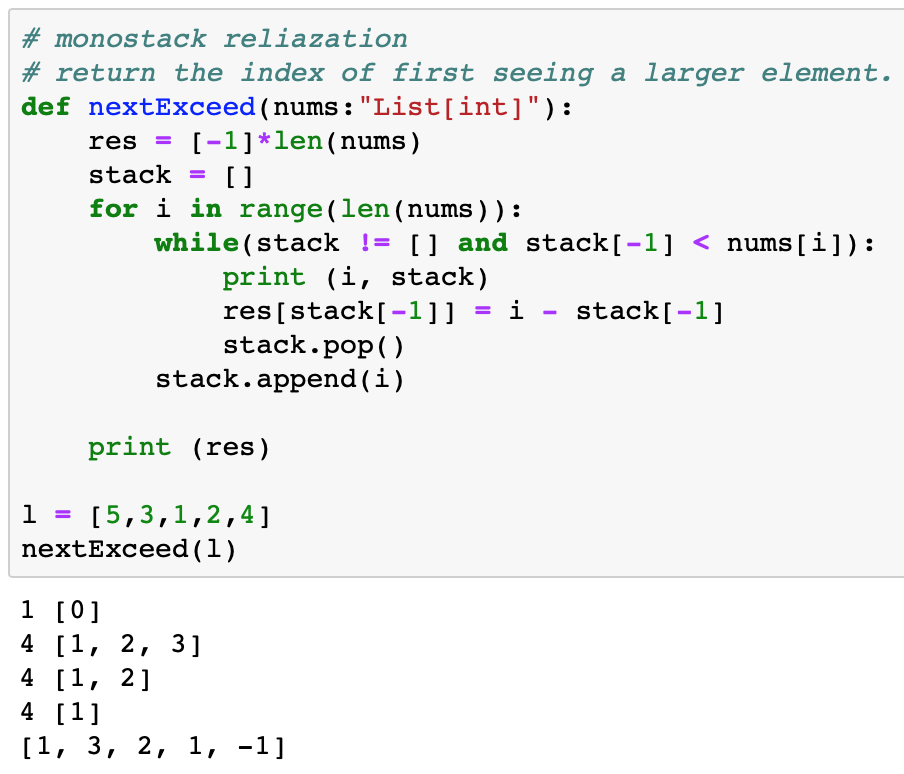 # monostack reliazation
# return the index of first seeing a larger element.
def nextExceed(nums:"List[int]"):
    res = [-1]*len(nums)
    stack = []
    for i in range(len(nums)):
        while(stack != [] and stack[-1] < nums[i]):
            print (i, stack)
            res[stack[-1]] = i - stack[-1]
            stack.pop()
        stack.append(i)

    print (res)

l = [5,3,1,2,4]
nextExceed(l)
1 [0]
4 [1, 2, 3]
4 [1, 2]
4 [1]
[1, 3, 2, 1, -1]